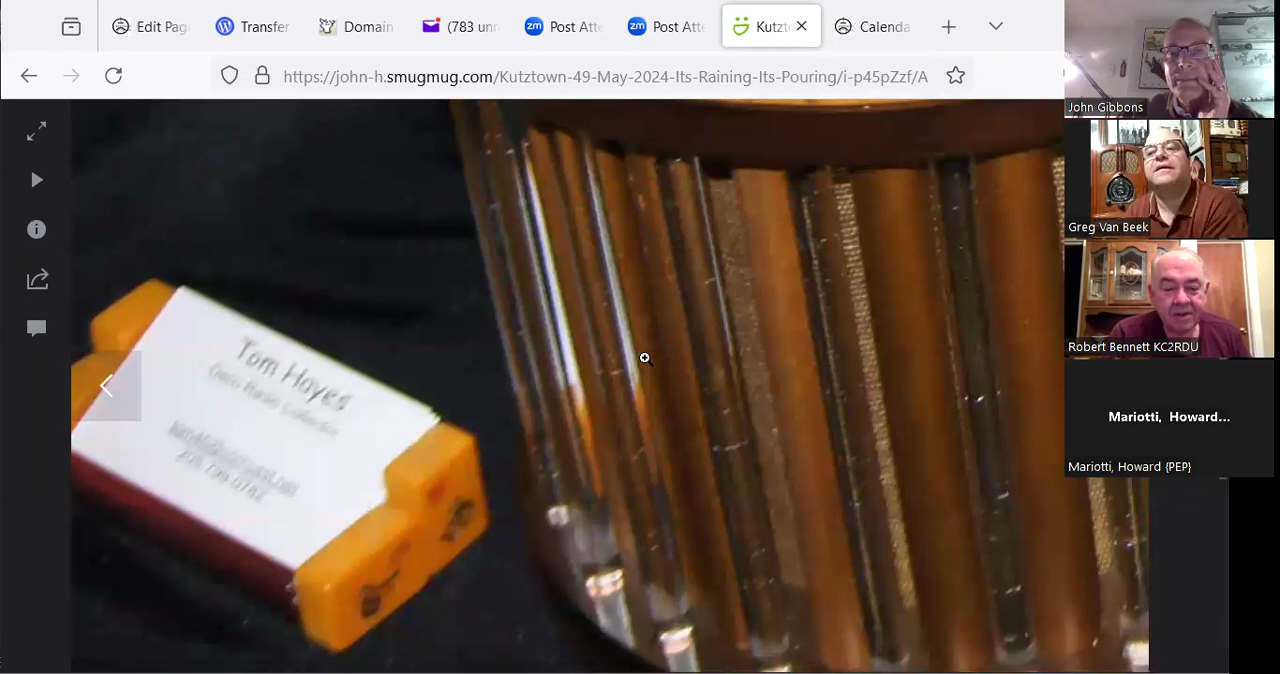 Edit Pag
Transfer
Domain
(783 unr
Post Atte
Post Atte
Kutzt
Calenda
https://john-h.smugmug.com/Kutztown-49-May-2024-Its-Raining-Its-Pouring/i-p45pZzf/A
John Gibbons
Greg Van Beek
Robert Bennett KC2RDU
Mariotti, Howard...
Mariotti, Howard {PEP}
Tom Hayes